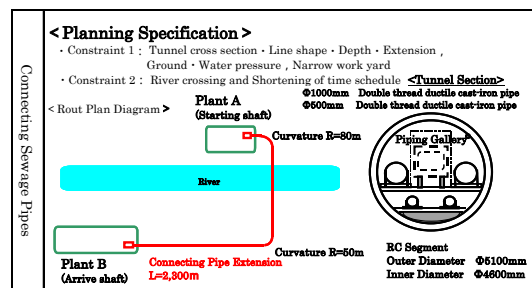 Connecting Sewage Pipes
< Planning Specification >
・Constraint 1 : Tunnel cross section・Line shape・Depth・Extension ,
Ground・Water pressure , Narrow work yard
・Constraint 2 : River crossing and Shortening of time schedule
<Tunnel Section>
Φ1000mm Double thread ductile cast-iron pipe
Φ500mm Double thread ductile cast-iron pipe
< Rout Plan Diagram >
Plant A
(Starting shaft)
Curvature R=80m
Piping Gallery
River
Curvature R=50m
Plant B
(Arrive shaft)
Connecting Pipe Extension
L=2,300m
RC Segment
Outer Diameter Φ5100mm
Inner Diameter Φ4600mm